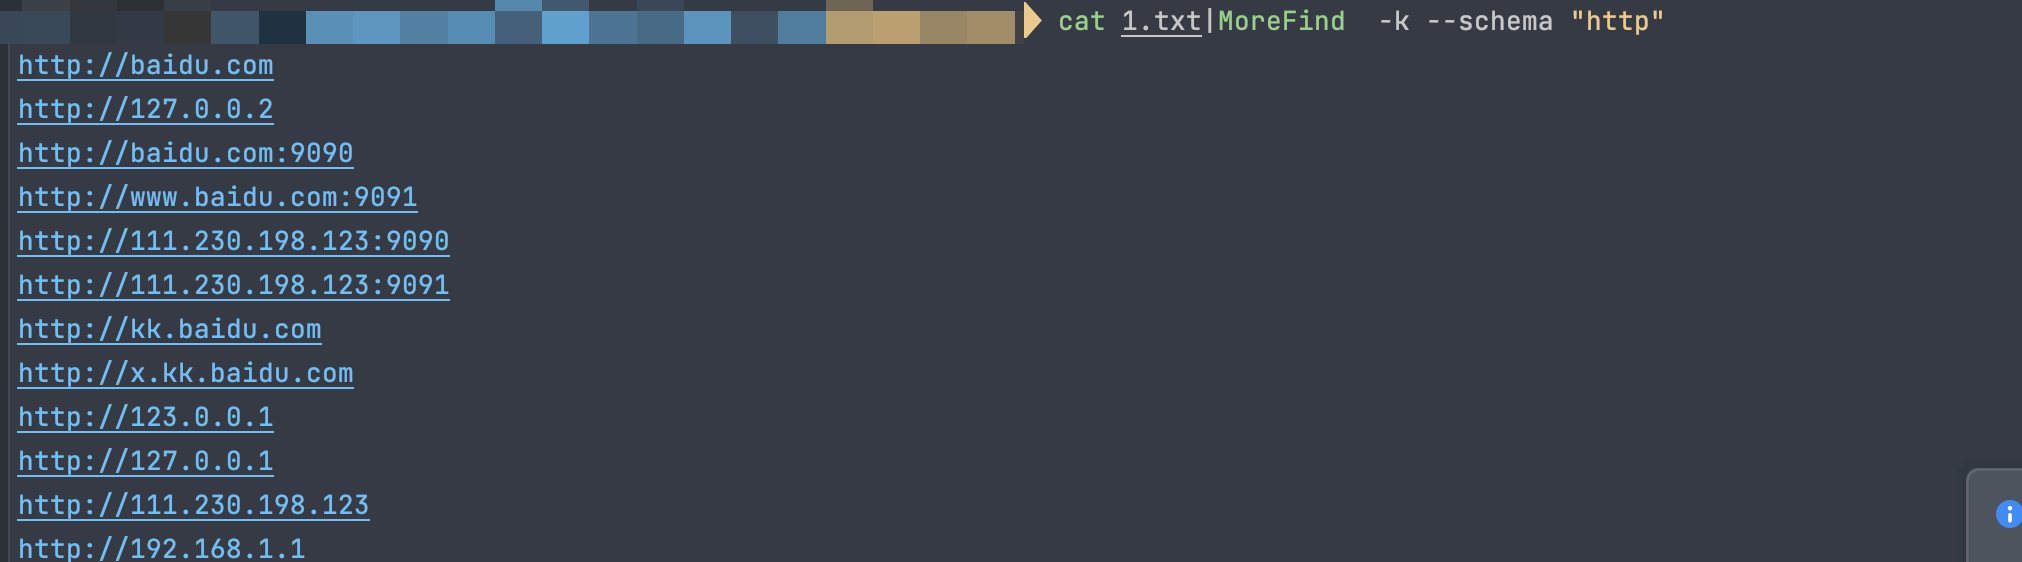 cat 1.txt|MoreFind  -k --schema "http"
http://baidu.com
http://127.0.0.2
http://baidu.com:9090
http://www.baidu.com:9091
http://111.230.198.123:9090
http://111.230.198.123:9091
http://kk.baidu.com
http://x.kk.baidu.com
http://123.0.0.1
http://127.0.0.1
http://111.230.198.123
http://192.168.1.1